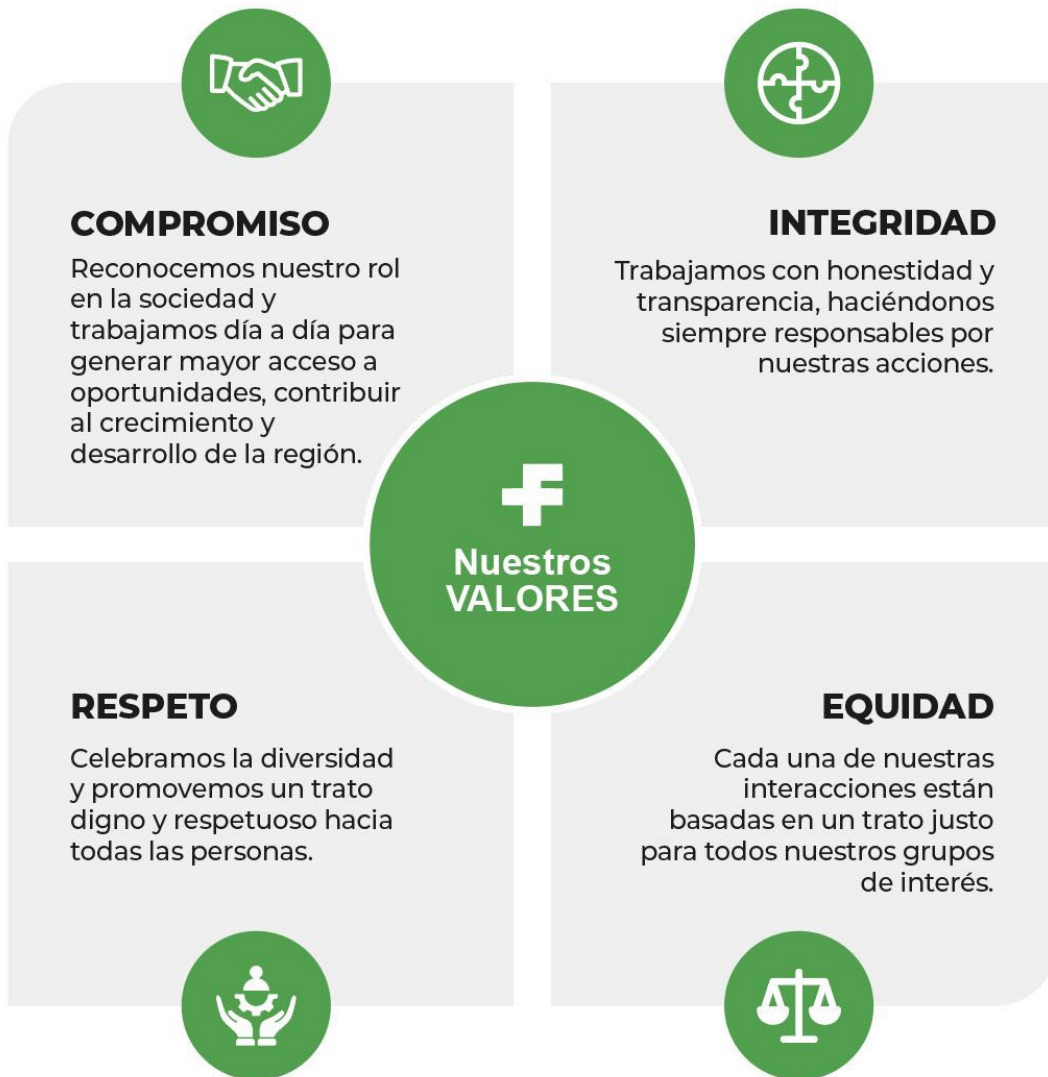 COMPROMISO
Reconocemos nuestro rol
en la sociedad y
trabajamos día a día para
generar mayor acceso a
oportunidades, contribuir
al crecimiento y
desarrollo de la región.
INTEGRIDAD
Trabajamos con honestidad y
transparencia, haciéndonos
siempre responsables por
nuestras acciones.
Nuestros
VALORES
RESPETO
Celebramos la diversidad
y promovemos un trato
digno y respetuoso hacia
todas las personas.
EQUIDAD
Cada una de nuestras
interacciones están
basadas en un trato justo
para todos nuestros grupos
de interés.